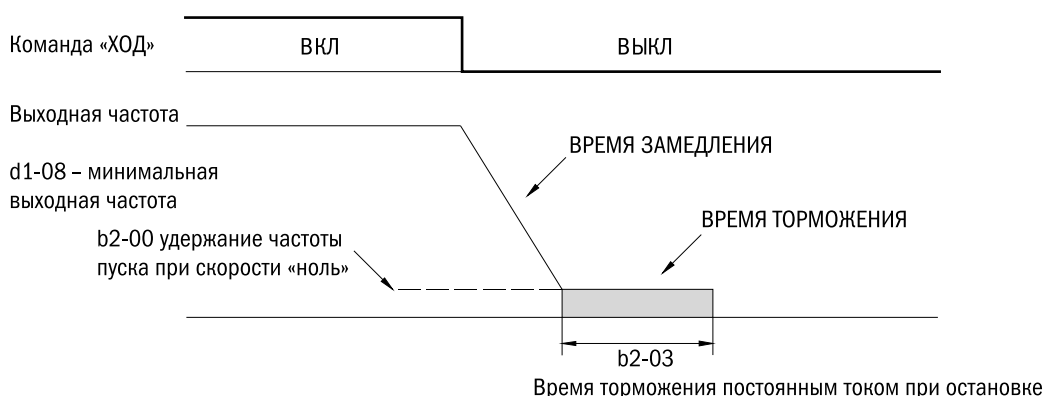 Команда «ХОД»
ВКЛ
ВЫКЛ
Выходная частота
ВРЕМЯ ЗАМЕДЛЕНИЯ
d1-08 – минимальная
выходная частота
ВРЕМЯ ТОРМОЖЕНИЯ
b2-00 удержание частоты
пуска при скорости «ноль»
b2-03
Время торможения постоянным током при остановке